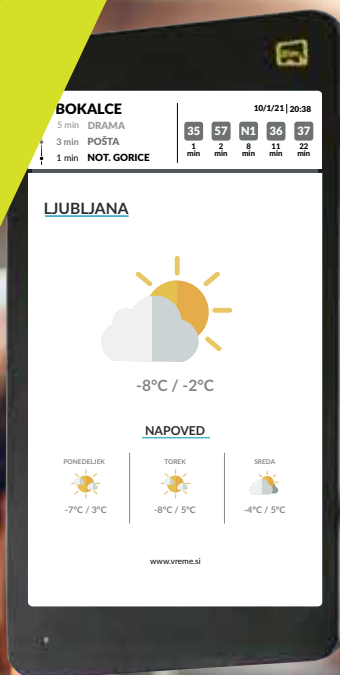 BOKALCE
10/1/21 | 20:38
5 min DRAMA
3 min POŠTA
1 min NOT. GORICE
35 57 N1 36 37
1 2 8 11 22
min min min min min
LJUBLJANA
-8°C / -2°C
NAPOVED
PONEDELJEK TOREK SREDA
-7°C / 3°C -8°C / 5°C -4°C / 5°C
www.vreme.si